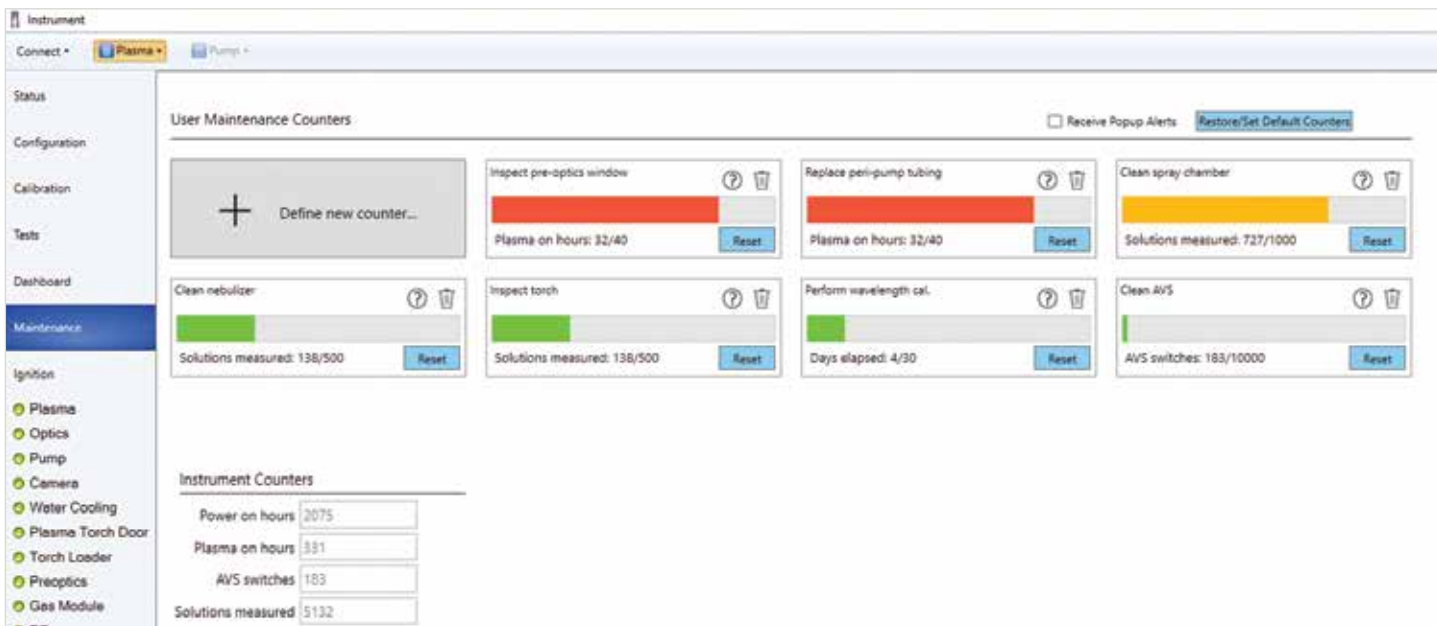 Instrument
Connect
Plasma
Pump
Status
Configuration
Calibration
Tests
Dashboard
Maintenance
Ignition
Plasma
Optics
Pump
Camera
Water Cooling
Plasma Torch Door
Torch Loader
Preoptics
Gas Module
User Maintenance Counters
Receive Popup Alerts
Restore/Set Default Counters
Define new counter...
Inspect pre-optics window
Plasma on hours: 32/40
Reset
Replace peri-pump tubing
Plasma on hours: 32/40
Reset
Clean spray chamber
Solutions measured: 727/1000
Reset
Clean nebulizer
Solutions measured: 138/500
Reset
Inspect torch
Solutions measured: 138/500
Reset
Perform wavelength cal.
Days elapsed: 4/30
Reset
Clean AVS
AVS switches: 183/10000
Reset
Instrument Counters
Power on hours 2075
Plasma on hours 331
AVS switches 183
Solutions measured 5132